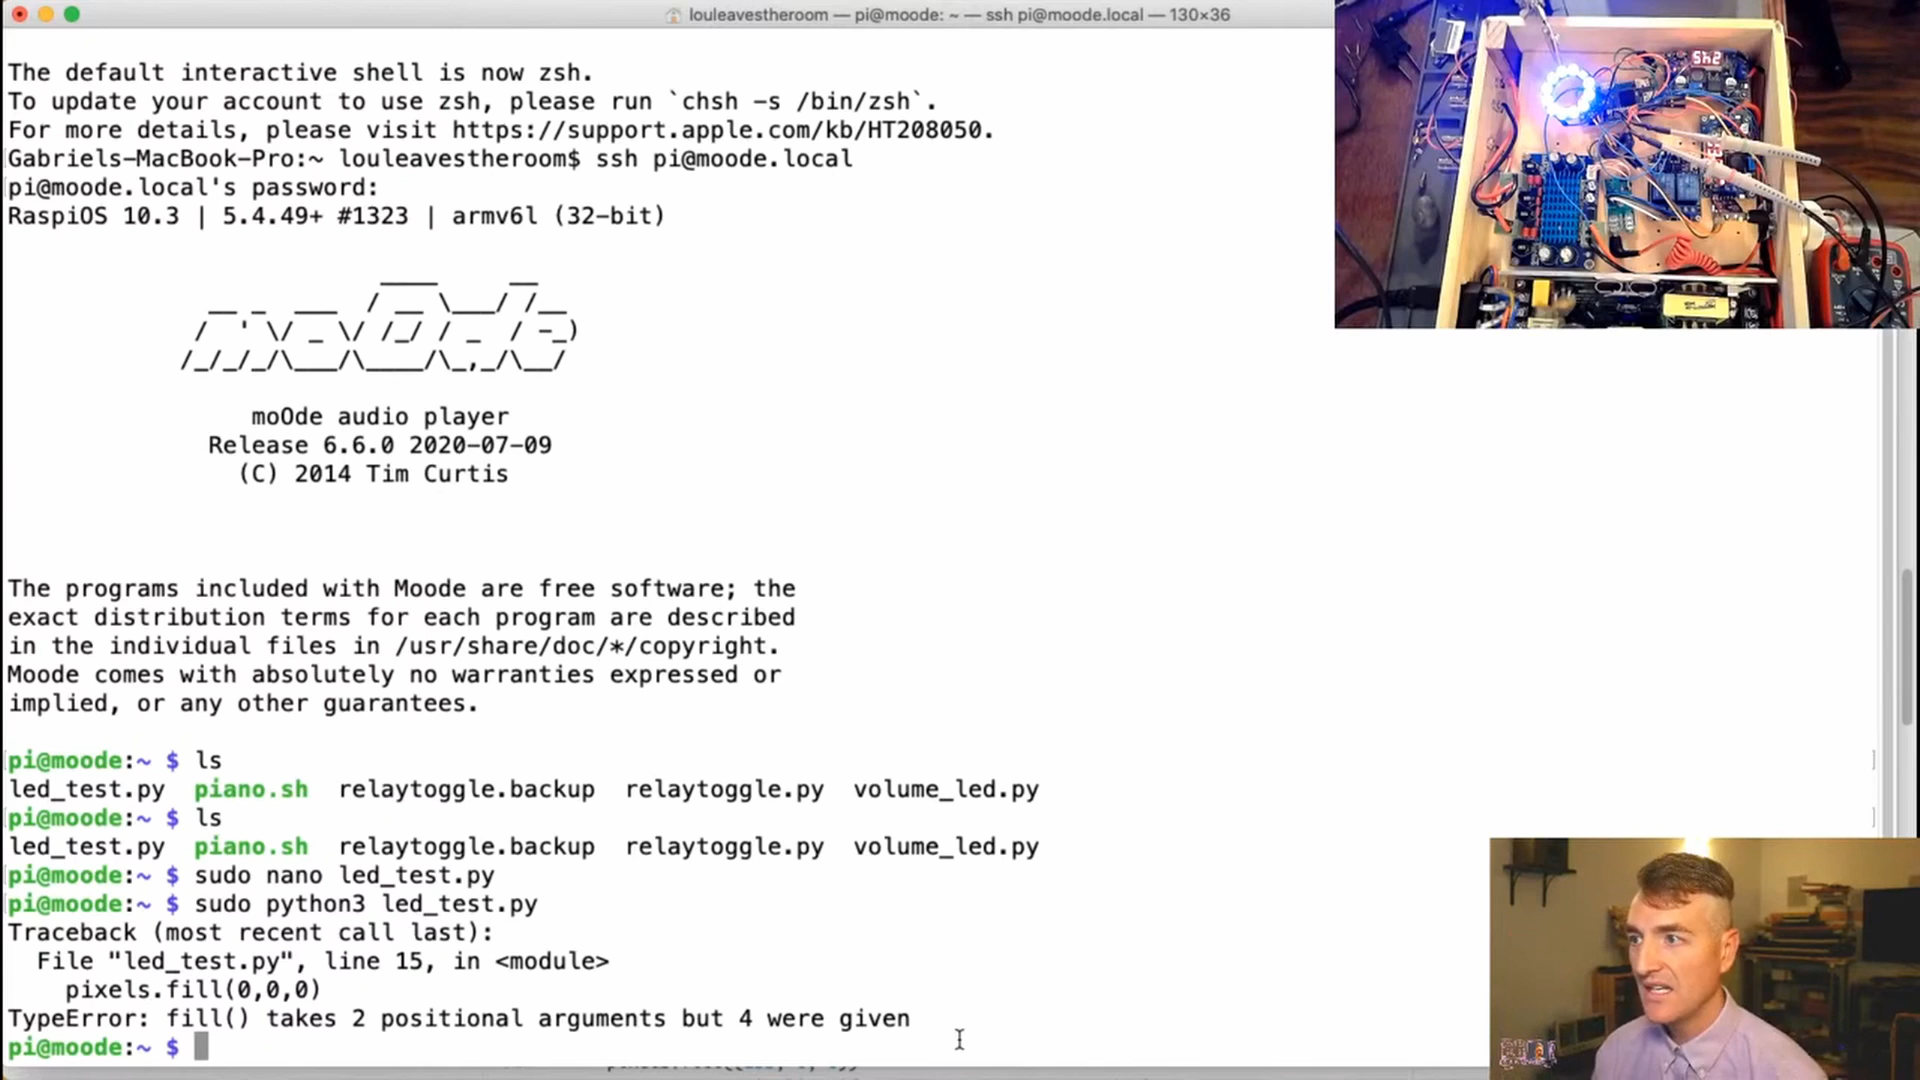 louleavestheroom — pi@moode: ~ — ssh pi@moode.local — 130×36
The default interactive shell is now zsh.
To update your account to use zsh, please run `chsh -s /bin/zsh`.
For more details, please visit https://support.apple.com/kb/HT208050.
Gabriels-MacBook-Pro:~ louleavestheroom$ ssh pi@moode.local
pi@moode.local's password:
RaspiOS 10.3 | 5.4.49+ #1323 | armv6l (32-bit)
moOde
moOde audio player
Release 6.6.0 2020-07-09
(C) 2014 Tim Curtis
The programs included with Moode are free software; the
exact distribution terms for each program are described
in the individual files in /usr/share/doc/*/copyright.
Moode comes with absolutely no warranties expressed or
implied, or any other guarantees.
pi@moode:~ $ ls
led_test.py piano.sh relaytoggle.backup relaytoggle.py volume_led.py
pi@moode:~ $ ls
led_test.py piano.sh relaytoggle.backup relaytoggle.py volume_led.py
pi@moode:~ $ sudo nano led_test.py
pi@moode:~ $ sudo python3 led_test.py
Traceback (most recent call last):
File "led_test.py", line 15, in <module>
pixels.fill(0,0,0)
TypeError: fill() takes 2 positional arguments but 4 were given
pi@moode:~ $